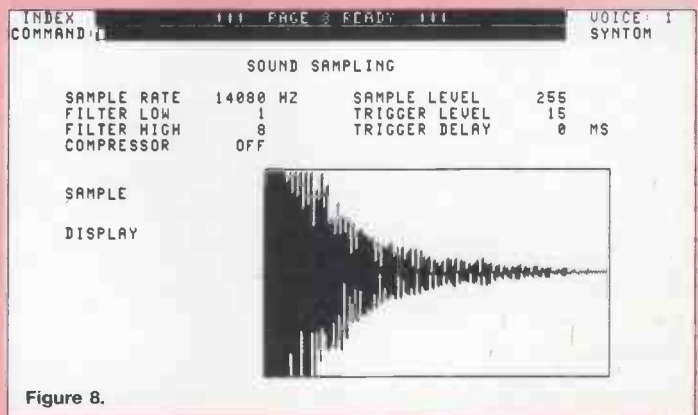 INDEX ††† PAGE 8 READY ††† VOICE: 1
COMMAND: SYNTOM
SOUND SAMPLING
SAMPLE RATE 14080 HZ SAMPLE LEVEL 255
FILTER LOW 1 TRIGGER LEVEL 15
FILTER HIGH 8 TRIGGER DELAY 0 MS
COMPRESSOR OFF
SAMPLE
DISPLAY
Figure 8.